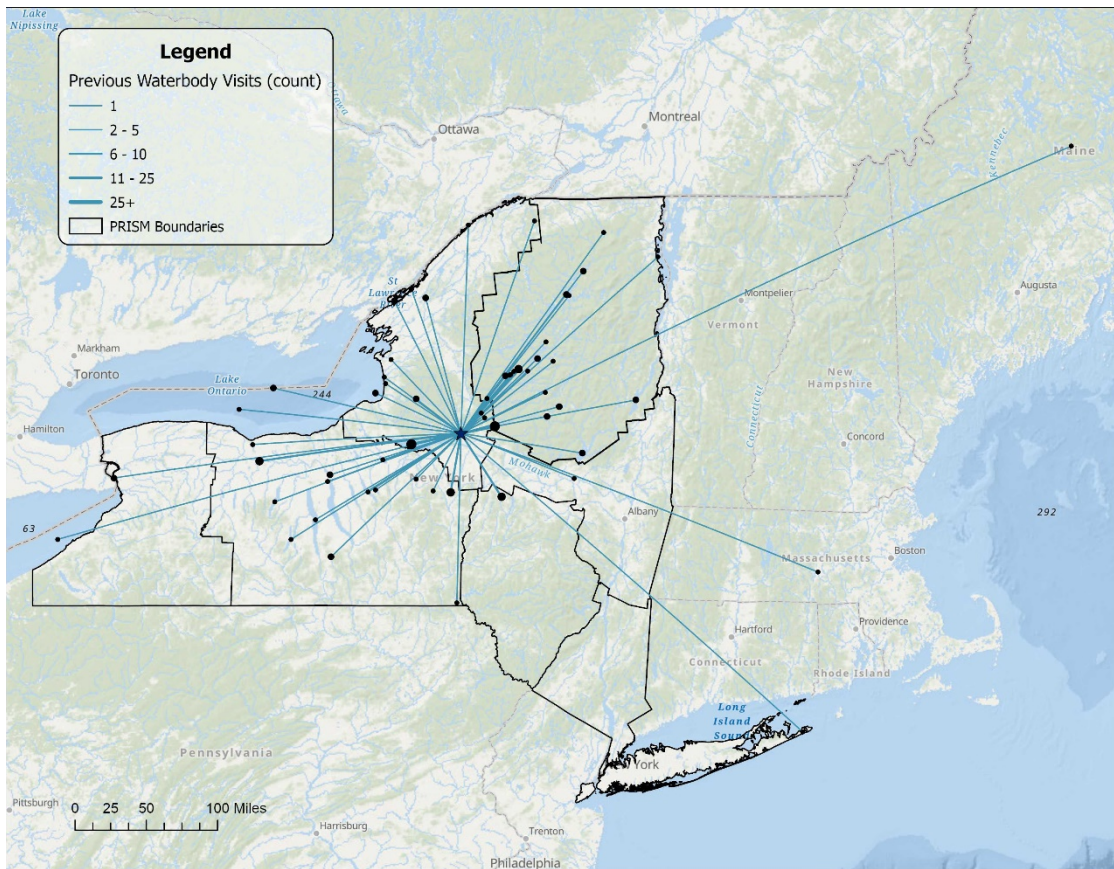 Lake
Nipissing
Legend
Previous Waterbody Visits (count)
1
2 - 5
6 - 10
11 - 25
25+
PRISM Boundaries
Ottawa
Ottawa
Montreal
Kennebec
Maine
Augusta
Montpelier
Vermont
New
Hampshire
Concord
Connecticut
St
Markham
Toronto
Lake
Ontario
244
Hamilton
Mohawk
New York
63
Albany
292
Massachusetts
Boston
Hartford
Providence
Connecticut
Rhode Island
Long
Island
Sound
York
Pennsylvania
Pittsburgh
Harrisburg
Trenton
Philadelphia
0 25 50 100 Miles